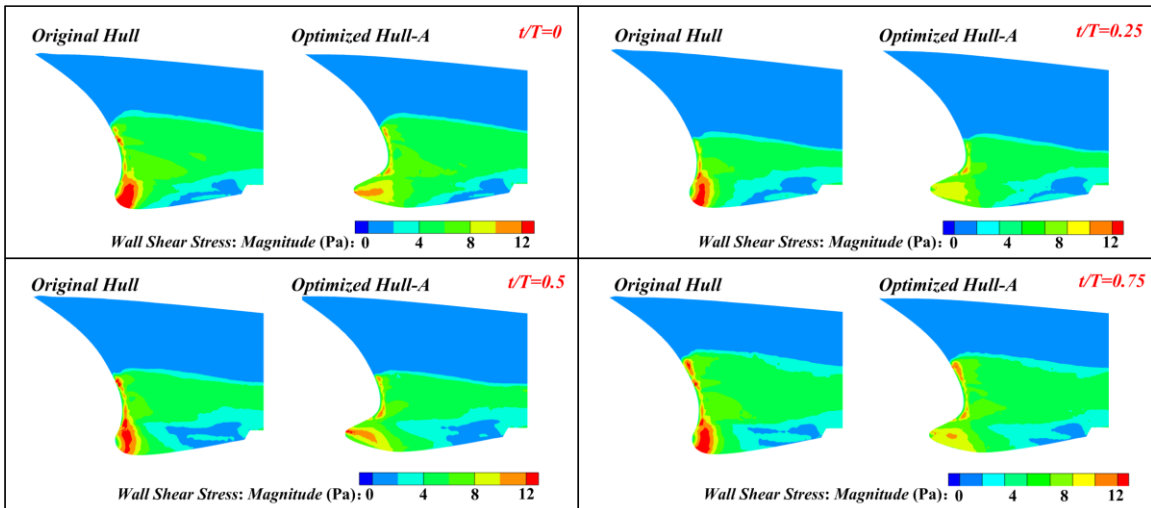 Original Hull Optimized Hull-A t/T=0
Wall Shear Stress: Magnitude (Pa): 0 4 8 12
Original Hull Optimized Hull-A t/T=0.25
Wall Shear Stress: Magnitude (Pa): 0 4 8 12
Original Hull Optimized Hull-A t/T=0.5
Wall Shear Stress: Magnitude (Pa): 0 4 8 12
Original Hull Optimized Hull-A t/T=0.75
Wall Shear Stress: Magnitude (Pa): 0 4 8 12